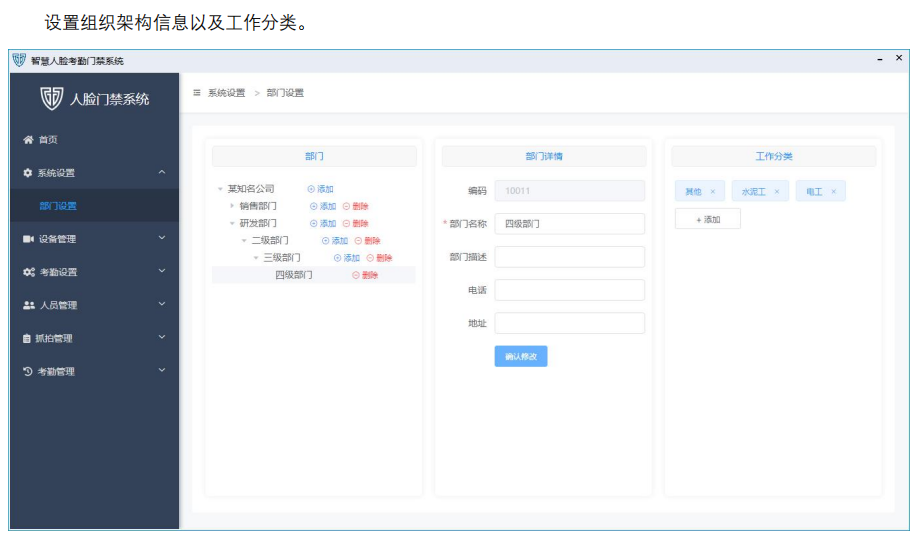 设置组织架构信息以及工作分类。
智慧人脸考勤门禁系统
人脸门禁系统
系统设置 > 部门设置
首页
系统设置
部门设置
设备管理
考勤设置
人员管理
抓拍管理
考勤管理
部门
某知名公司 添加
销售部门 添加 删除
研发部门 添加 删除
二级部门 添加 删除
三级部门 添加 删除
四级部门 删除
部门详情
编码 10011
* 部门名称 四级部门
部门描述
电话
地址
确认修改
工作分类
其他 × 水泥工 × 电工 ×
+ 添加